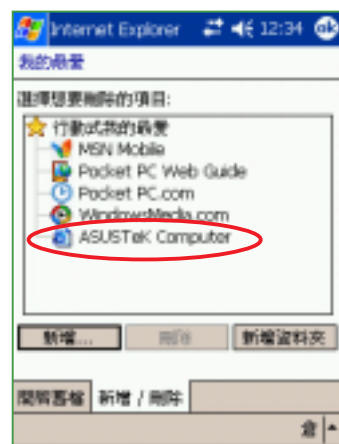 Internet Explorer 12:34 ok
我的最愛
選擇想要刪除的項目:
行動式我的最愛
MSN Mobile
Pocket PC Web Guide
Pocket PC.com
WindowsMedia.com
ASUSTeK Computer
新增... 刪除 新增資料夾
開啟舊檔 新增 / 刪除
倉